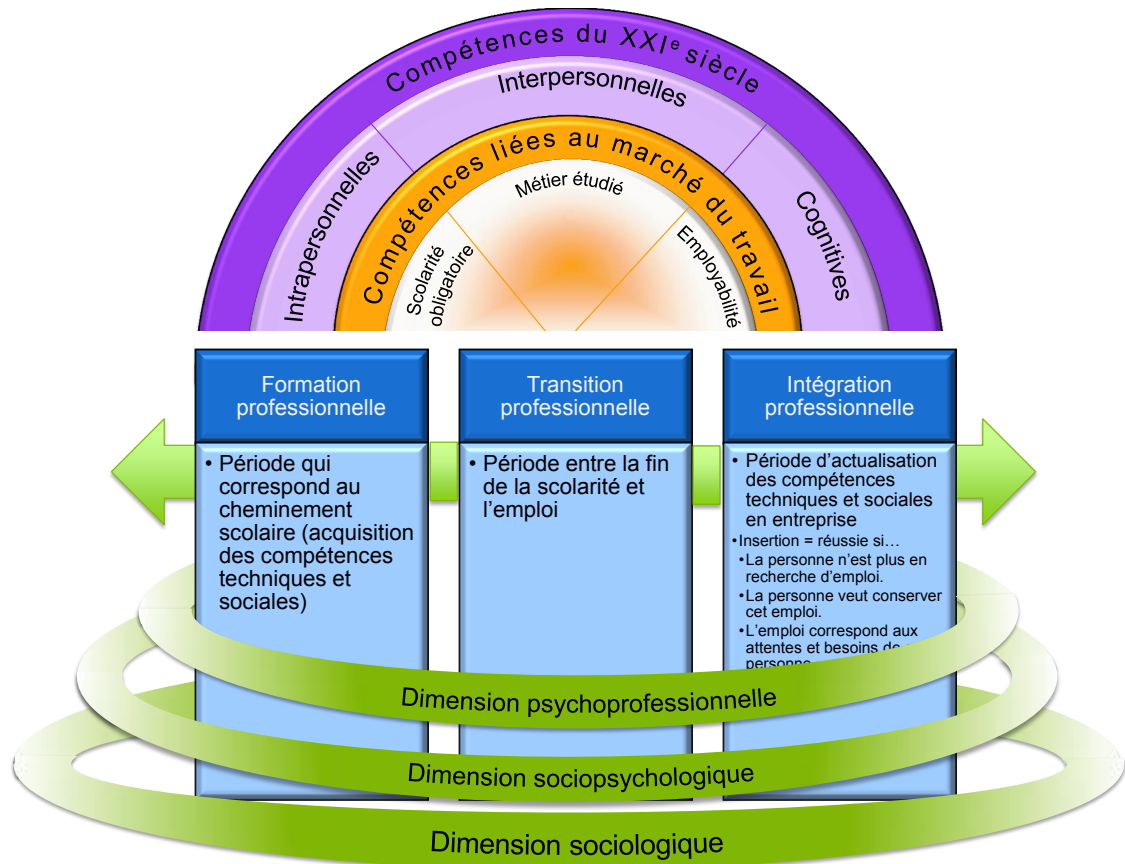 Compétences du XXIe siècle
Interpersonnelles
Intrapersonnelles
Cognitives
Compétences liées au marché du travail
Métier étudié
Scolarité
obligatoire
Employabilité
Formation
professionnelle
Transition
professionnelle
Intégration
professionnelle
• Période qui
correspond au
cheminement
scolaire (acquisition
des compétences
techniques et
sociales)
• Période entre la fin
de la scolarité et
l'emploi
• Période d'actualisation
des compétences
techniques et sociales
en entreprise
•Insertion = réussie si…
•La personne n'est plus en
recherche d'emploi.
•La personne veut conserver
cet emploi.
•L'emploi correspond aux
attentes et besoins de
personne
Dimension psychoprofessionnelle
Dimension sociopsychologique
Dimension sociologique